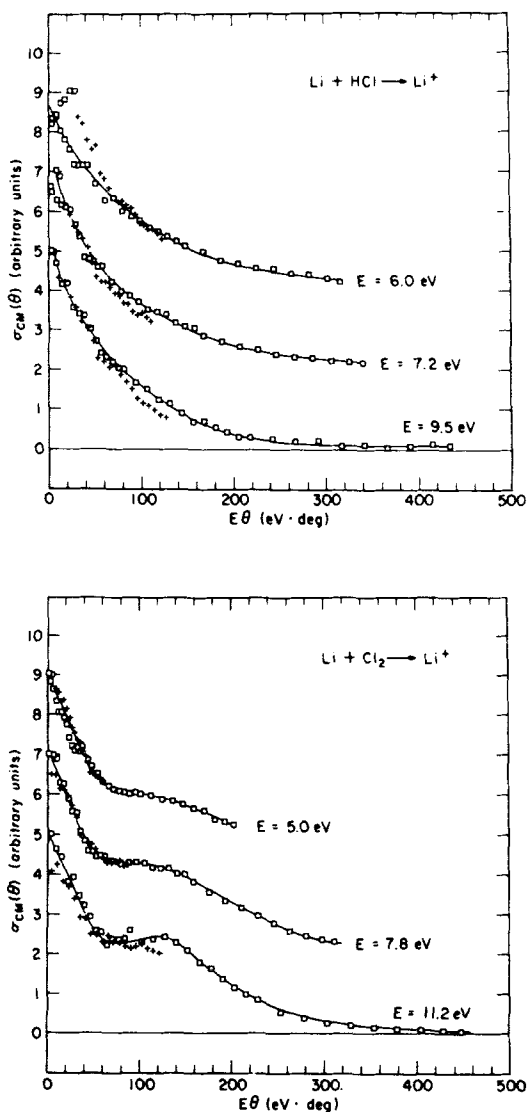 Li + HCl → Li⁺
σCM(θ) (arbitrary units)
10
9
8
7
6
5
4
3
2
1
0
E = 6.0 eV
E = 7.2 eV
E = 9.5 eV
0 100 200 300 400 500
Eθ (eV · deg)
Li + Cl₂ → Li⁺
σCM(θ) (arbitrary units)
10
9
8
7
6
5
4
3
2
1
0
E = 5.0 eV
E = 7.8 eV
E = 11.2 eV
0 100 200 300. 400 500
Eθ (eV · deg)